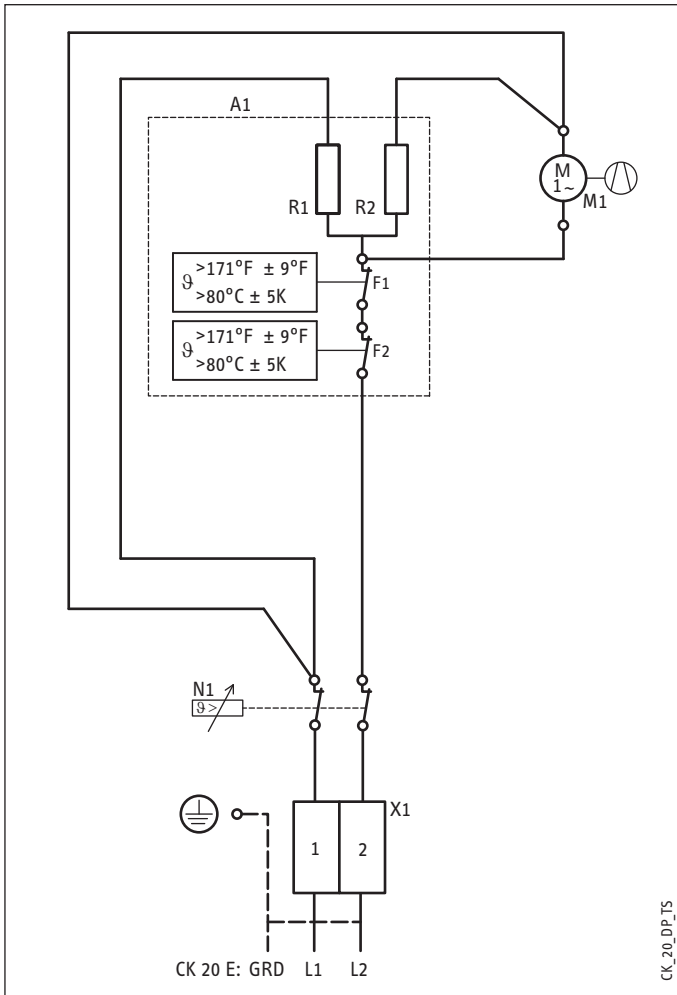 A1
R1
R2
M
1~
M1
ϑ >171°F ± 9°F
>80°C ± 5K
F1
ϑ >171°F ± 9°F
>80°C ± 5K
F2
N1
ϑ>
X1
1
2
CK 20 E: GRD L1 L2
CK_20_DP_TS